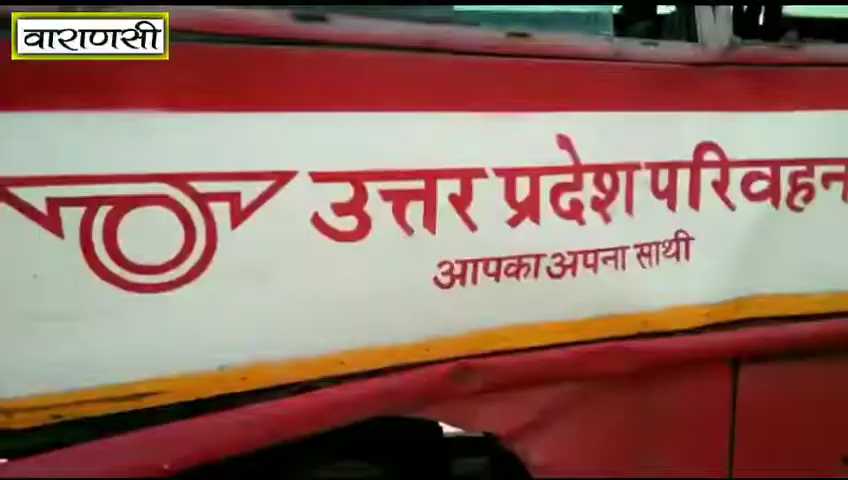 वाराणसी
उत्तर प्रदेश परिवहन
आपका अपना साथी